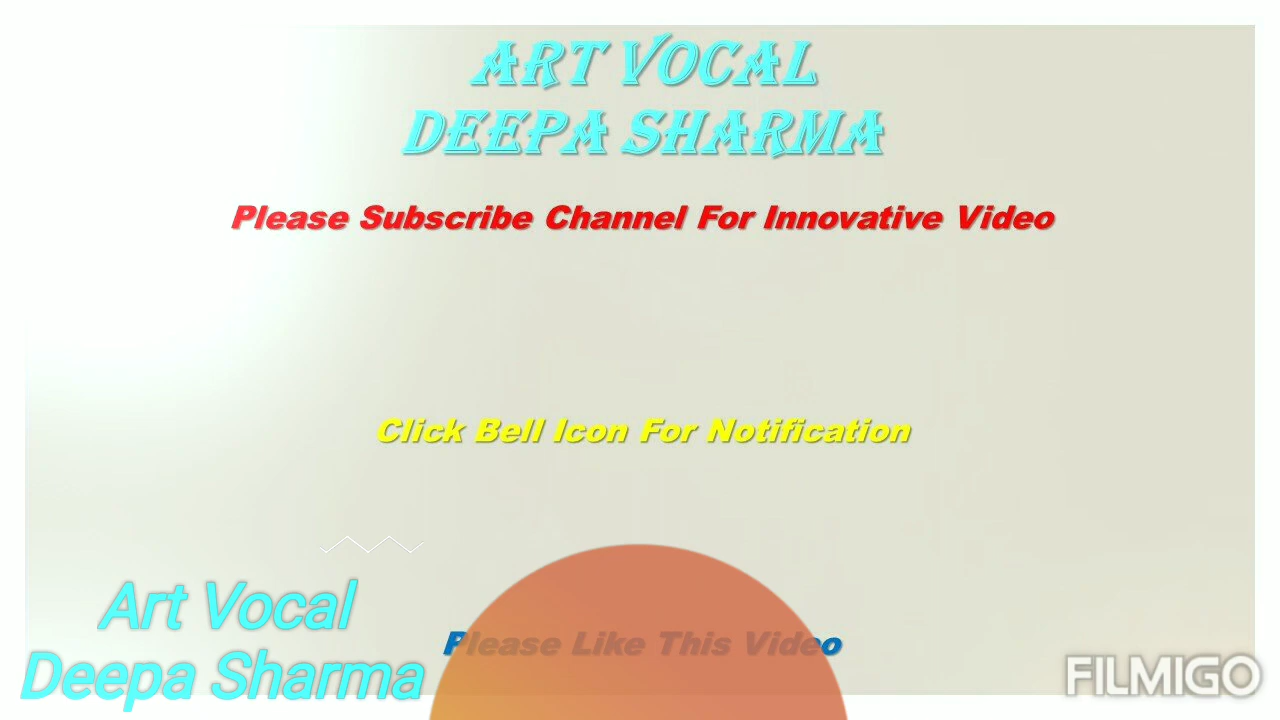 ART VOCAL
DEEPA SHARMA
Please Subscribe Channel For Innovative Video
Click Bell Icon For Notification
Please Like This Video
Art Vocal
Deepa Sharma
FILMIGO